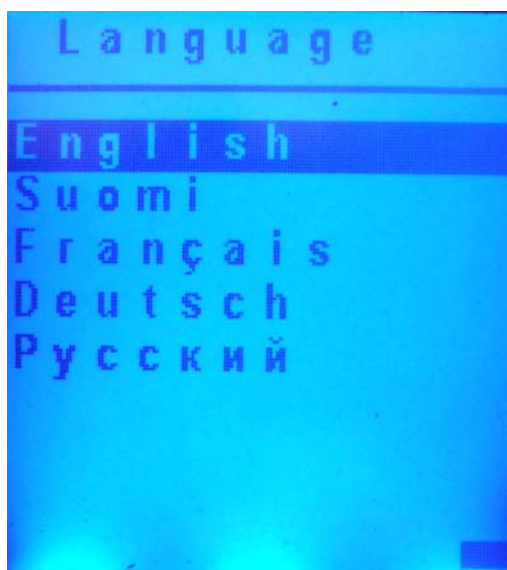 Language
English
Suomi
Français
Deutsch
Русский